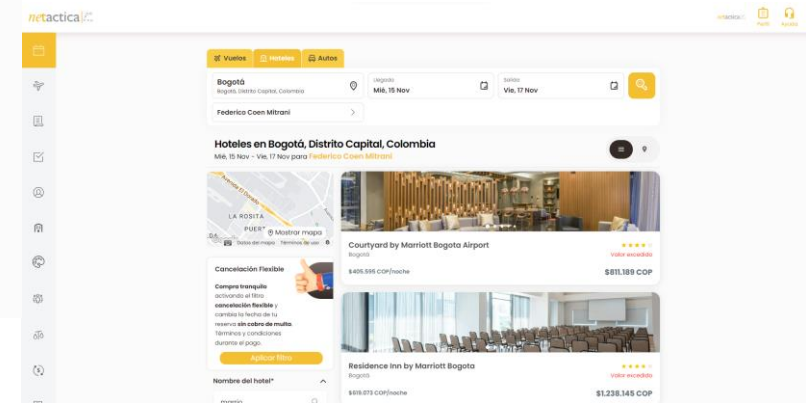 netactica
netactica
Perfil
Ayuda
Vuelos
Hoteles
Autos
Bogotá
Bogotá, Distrito Capital, Colombia
Llegada
Mié, 15 Nov
Salida
Vie, 17 Nov
Federico Coen Mitrani
Hoteles en Bogotá, Distrito Capital, Colombia
Mié, 15 Nov - Vie, 17 Nov para Federico Coen Mitrani
Avenida El Dorado
LA ROSITA
PUER
Mostrar mapa
Datos del mapa
Términos de uso
Courtyard by Marriott Bogota Airport
Bogotá
Valor excedido
$405.595 COP/noche
$811.189 COP
Cancelación Flexible
Compra tranquilo
activando el filtro
cancelación flexible y
cambia la fecha de tu
reserva sin cobro de multa.
Términos y condiciones
durante el pago.
Aplicar filtro
Nombre del hotel*
Residence Inn by Marriott Bogota
Bogotá
Valor excedido
$619.073 COP/noche
$1.238.145 COP